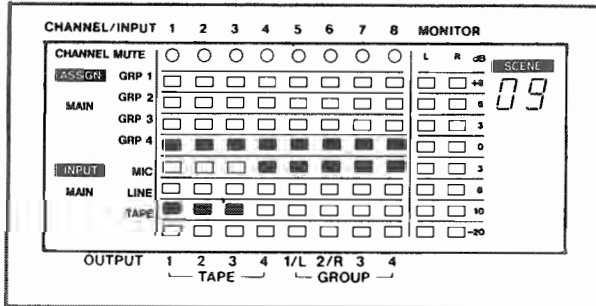 CHANNEL/INPUT 1 2 3 4 5 6 7 8 MONITOR
CHANNEL MUTE L R dB SCENE
ASSGN GRP 1 +9
MAIN GRP 2 6 09
GRP 3 3
GRP 4 0
INPUT MIC 3
MAIN LINE 6
TAPE 10
-20
OUTPUT 1 2 3 4 1/L 2/R 3 4
TAPE GROUP